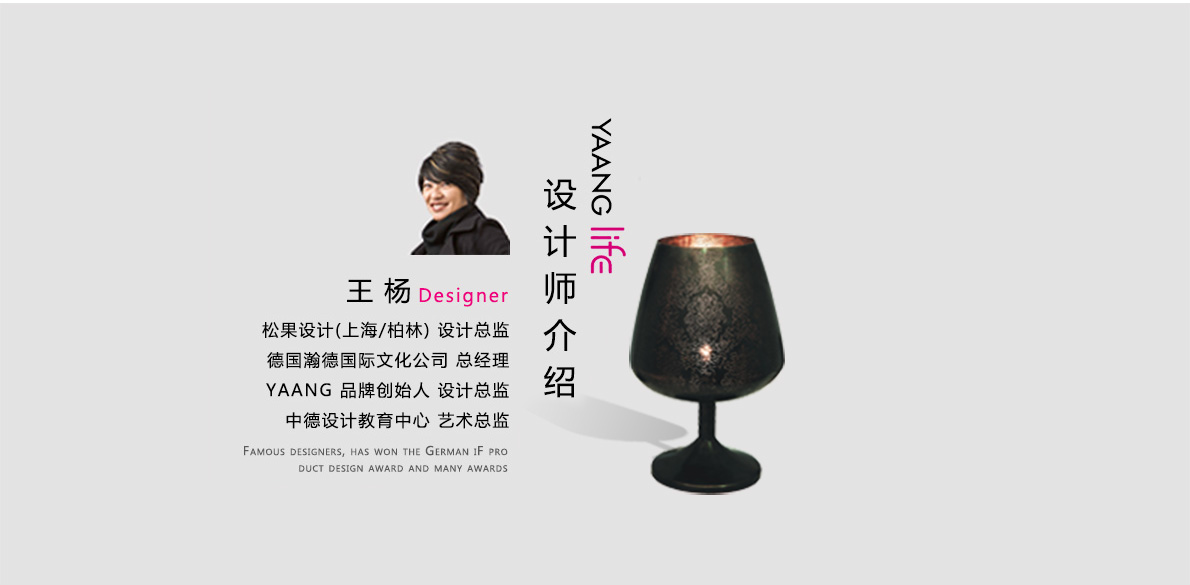 YAANG life
设计师介绍
王 杨 Designer
松果设计(上海/柏林) 设计总监
德国瀚德国际文化公司 总经理
YAANG 品牌创始人 设计总监
中德设计教育中心 艺术总监
Famous designers, has won the German iF pro
duct design award and many awards